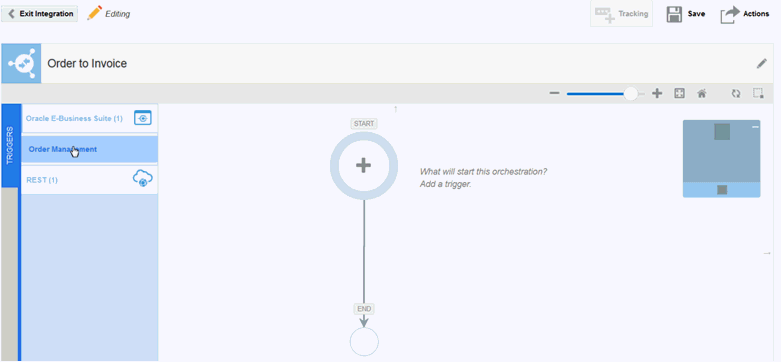 Exit Integration
Editing
Tracking
Save
Actions
Order to Invoice
TRIGGERS
Oracle E-Business Suite (1)
Order Management
REST (1)
START
What will start this orchestration?
Add a trigger.
END